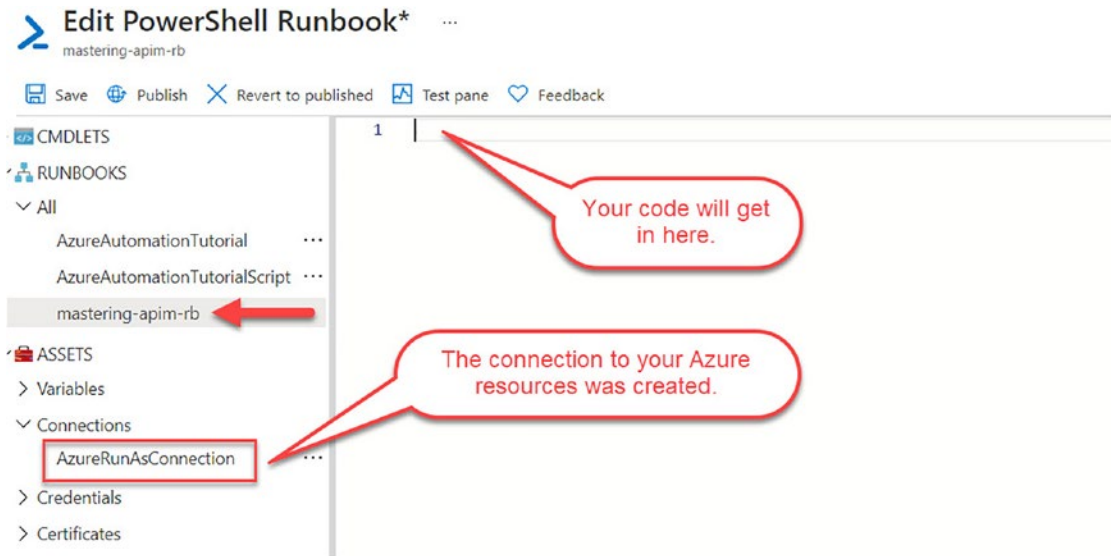 Edit PowerShell Runbook* ...
mastering-apim-rb
Save Publish Revert to published Test pane Feedback
CMDLETS
RUNBOOKS
All
AzureAutomationTutorial ...
AzureAutomationTutorialScript ...
mastering-apim-rb
ASSETS
Variables
Connections
AzureRunAsConnection ...
Credentials
Certificates
1
Your code will get
in here.
The connection to your Azure
resources was created.